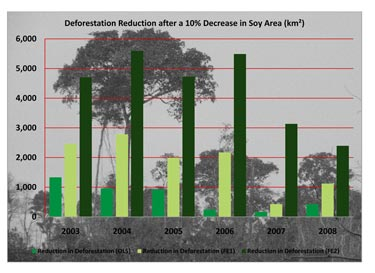 Deforestation Reduction after a 10% Decrease in Soy Area (km²)
6,000
5,000
4,000
3,000
2,000
1,000
0
2003 2004 2005 2006 2007 2008
Reduction in Deforestation (OLS) Reduction in Deforestation (FE1) Reduction in Deforestation (FE2)